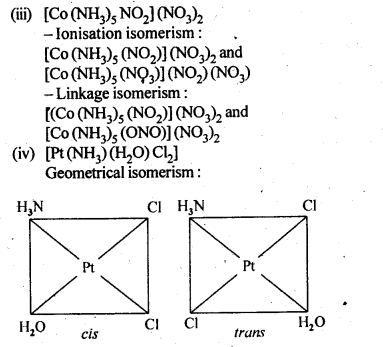 (iii) [Co (NH₃)₅ NO₂] (NO₃)₂
– Ionisation isomerism :
[Co (NH₃)₅ (NO₂)] (NO₃)₂ and
[Co (NH₃)₅ (NO₃)] (NO₂) (NO₃)
– Linkage isomerism :
[(Co (NH₃)₅ (NO₂)] (NO₃)₂ and
[Co (NH₃)₅ (ONO)] (NO₃)₂
(iv) [Pt (NH₃) (H₂O) Cl₂]
Geometrical isomerism :
H₃N Cl H₃N Cl
Pt Pt
H₂O Cl Cl H₂O
cis trans